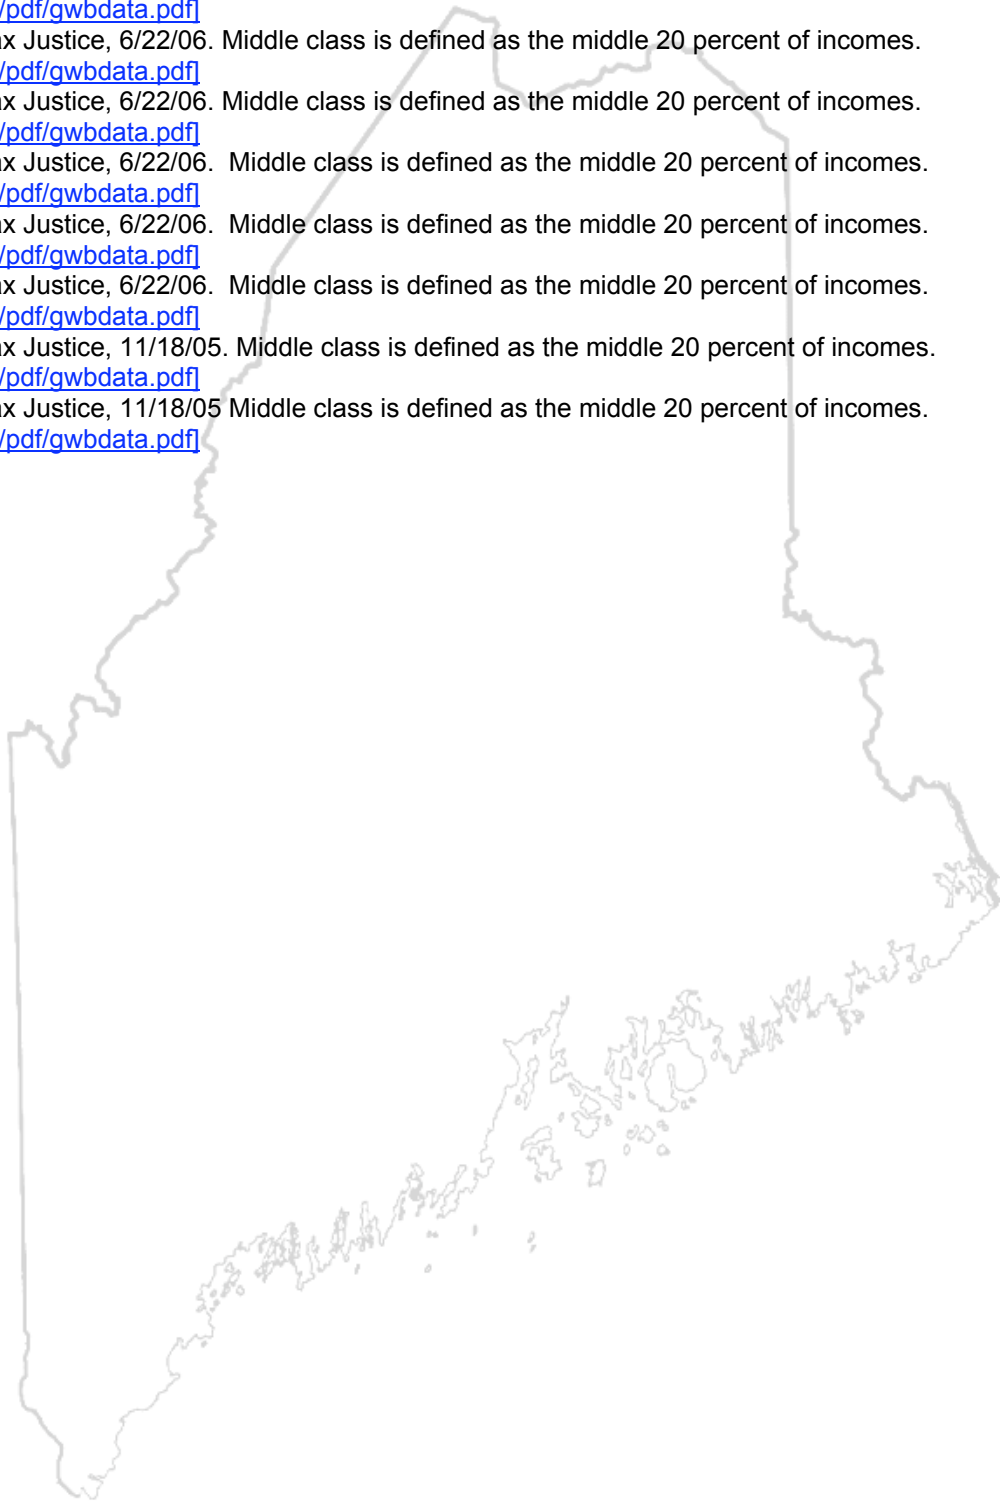 /pdf/gwbdata.pdf]
ax Justice, 6/22/06. Middle class is defined as the middle 20 percent of incomes.
/pdf/gwbdata.pdf]
ax Justice, 6/22/06. Middle class is defined as the middle 20 percent of incomes.
/pdf/gwbdata.pdf]
ax Justice, 6/22/06.  Middle class is defined as the middle 20 percent of incomes.
/pdf/gwbdata.pdf]
ax Justice, 6/22/06.  Middle class is defined as the middle 20 percent of incomes.
/pdf/gwbdata.pdf]
ax Justice, 6/22/06.  Middle class is defined as the middle 20 percent of incomes.
/pdf/gwbdata.pdf]
ax Justice, 11/18/05. Middle class is defined as the middle 20 percent of incomes.
/pdf/gwbdata.pdf]
ax Justice, 11/18/05 Middle class is defined as the middle 20 percent of incomes.
/pdf/gwbdata.pdf]